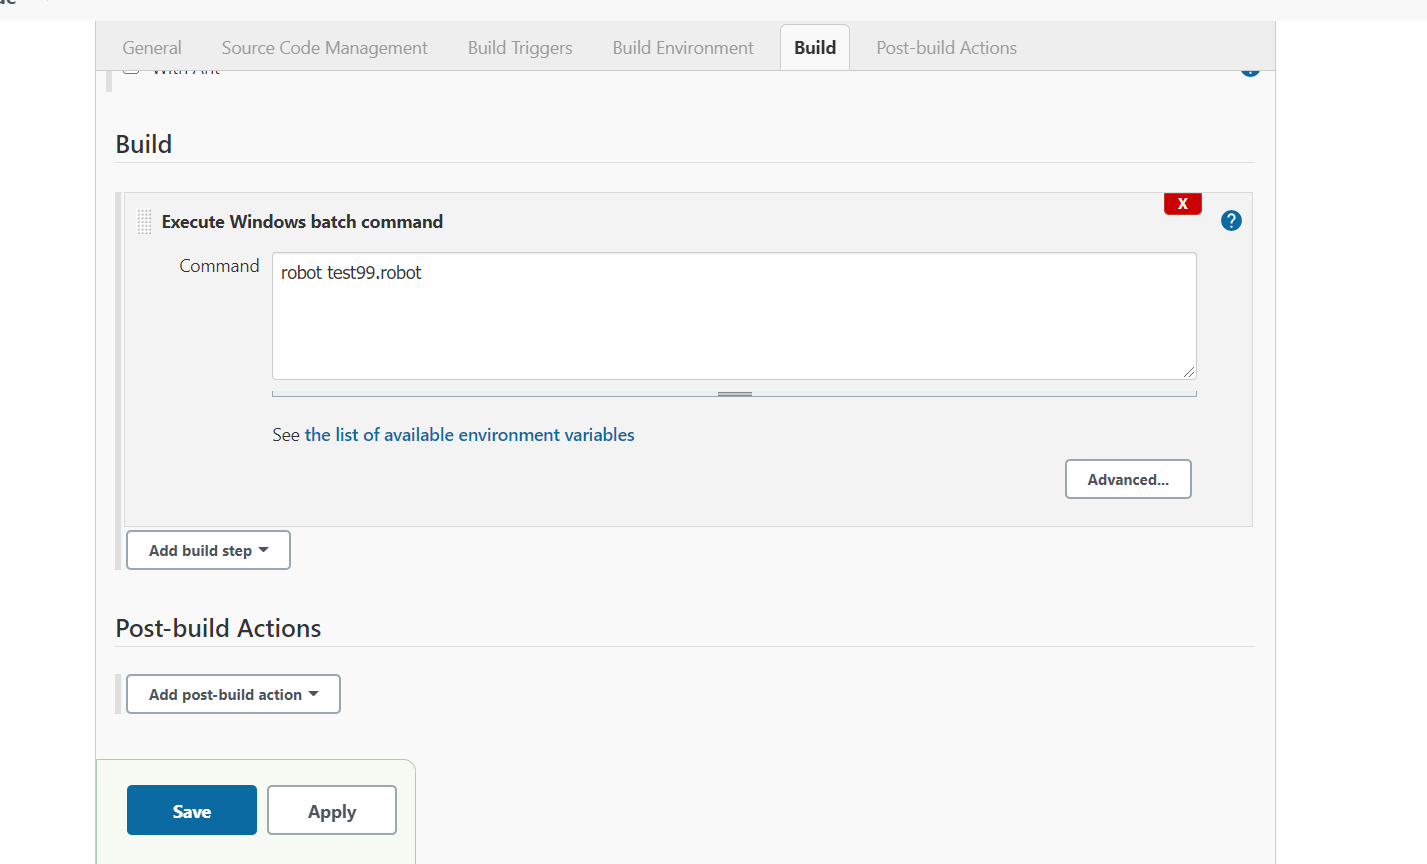 General Source Code Management Build Triggers Build Environment Build Post-build Actions
With Ant
Build
X
Execute Windows batch command
?
Command
robot test99.robot
See the list of available environment variables
Advanced...
Add build step
Post-build Actions
Add post-build action
Save Apply